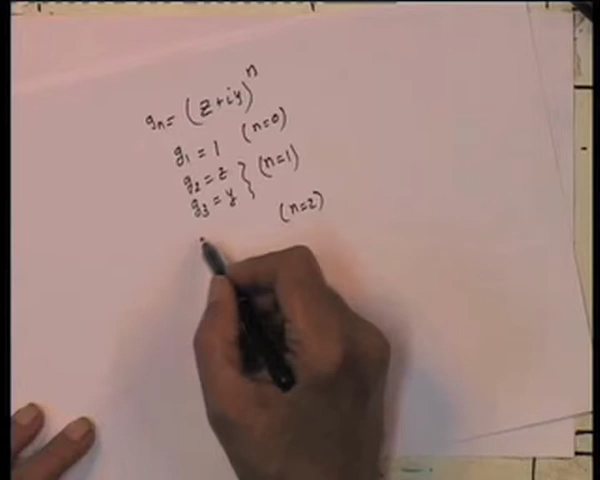 gₙ = (z+iy)ⁿ
g₁ = 1 (n=0)
g₂ = z } (n=1)
g₃ = y
(n=2)